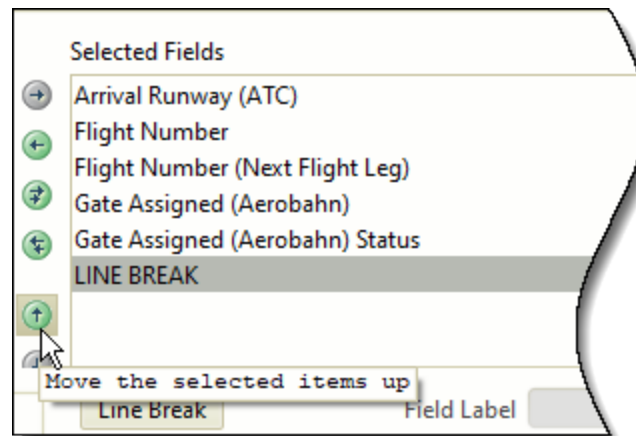 Selected Fields
Arrival Runway (ATC)
Flight Number
Flight Number (Next Flight Leg)
Gate Assigned (Aerobahn)
Gate Assigned (Aerobahn) Status
LINE BREAK
Move the selected items up
Line Break
Field Label